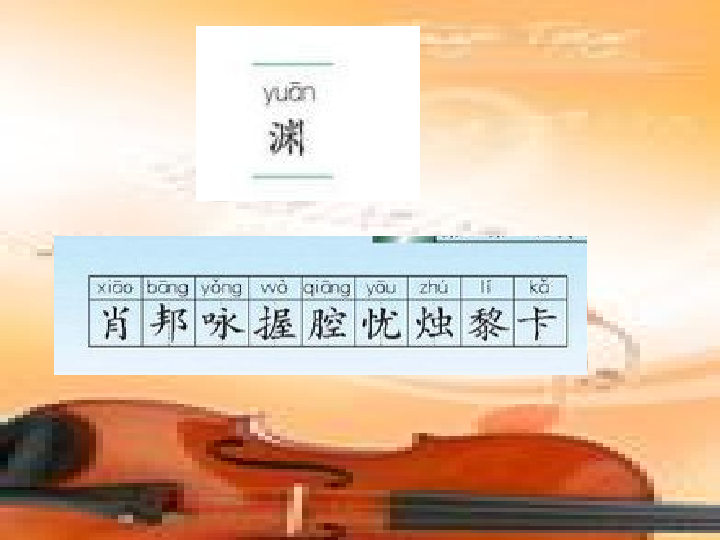 yuān
渊
xiāo bāng yǒng wò qiāng yōu zhú lí kǎ
肖 邦 咏 握 腔 忧 烛 黎 卡